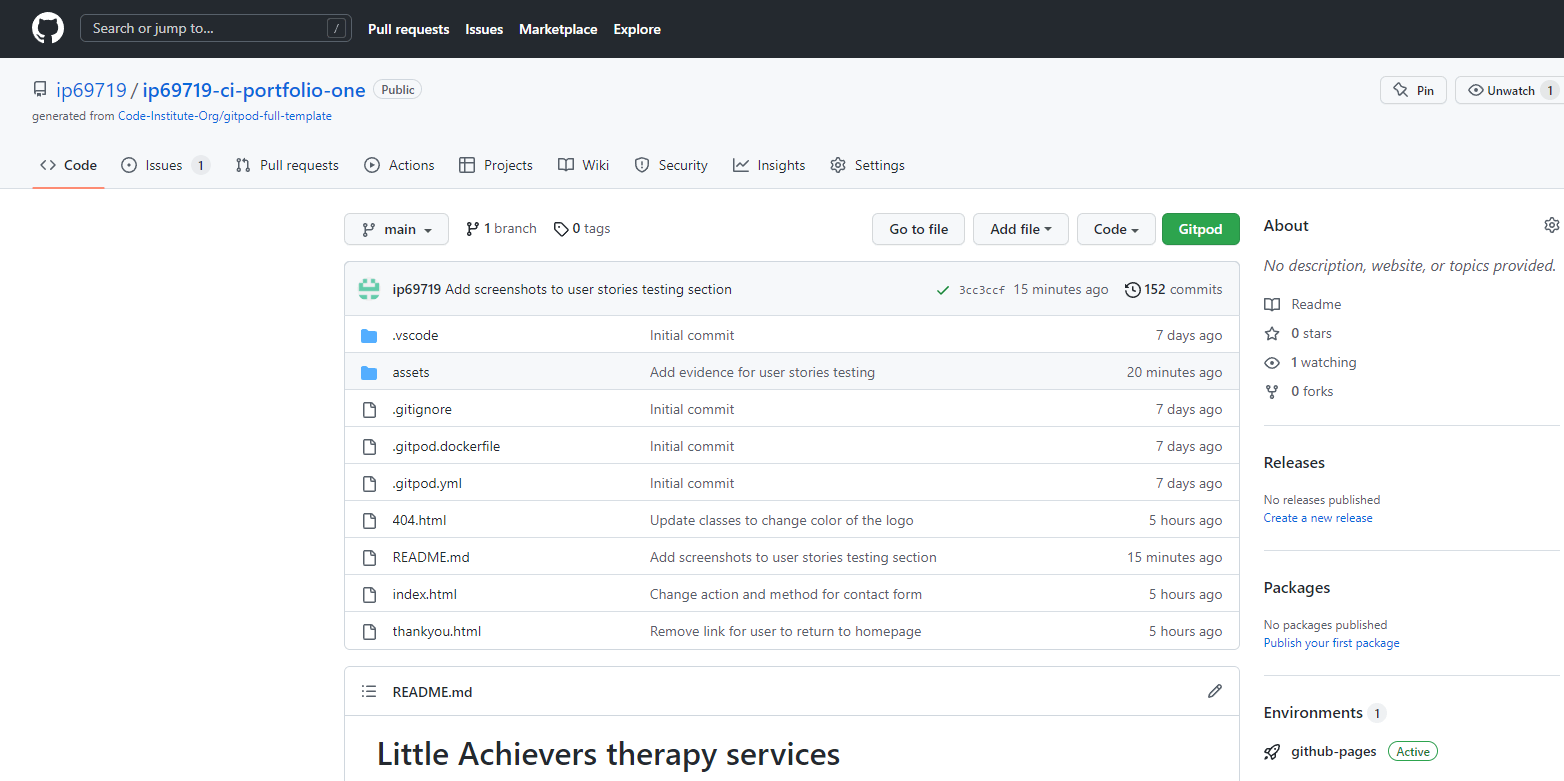 Search or jump to... / Pull requests Issues Marketplace Explore
ip69719 / ip69719-ci-portfolio-one Public Pin Unwatch 1
generated from Code-Institute-Org/gitpod-full-template
Code Issues 1 Pull requests Actions Projects Wiki Security Insights Settings
main 1 branch 0 tags Go to file Add file Code Gitpod
ip69719 Add screenshots to user stories testing section 3cc3ccf 15 minutes ago 152 commits
.vscode Initial commit 7 days ago
assets Add evidence for user stories testing 20 minutes ago
.gitignore Initial commit 7 days ago
.gitpod.dockerfile Initial commit 7 days ago
.gitpod.yml Initial commit 7 days ago
404.html Update classes to change color of the logo 5 hours ago
README.md Add screenshots to user stories testing section 15 minutes ago
index.html Change action and method for contact form 5 hours ago
thankyou.html Remove link for user to return to homepage 5 hours ago
README.md
Little Achievers therapy services
About
No description, website, or topics provided.
Readme
0 stars
1 watching
0 forks
Releases
No releases published
Create a new release
Packages
No packages published
Publish your first package
Environments 1
github-pages Active